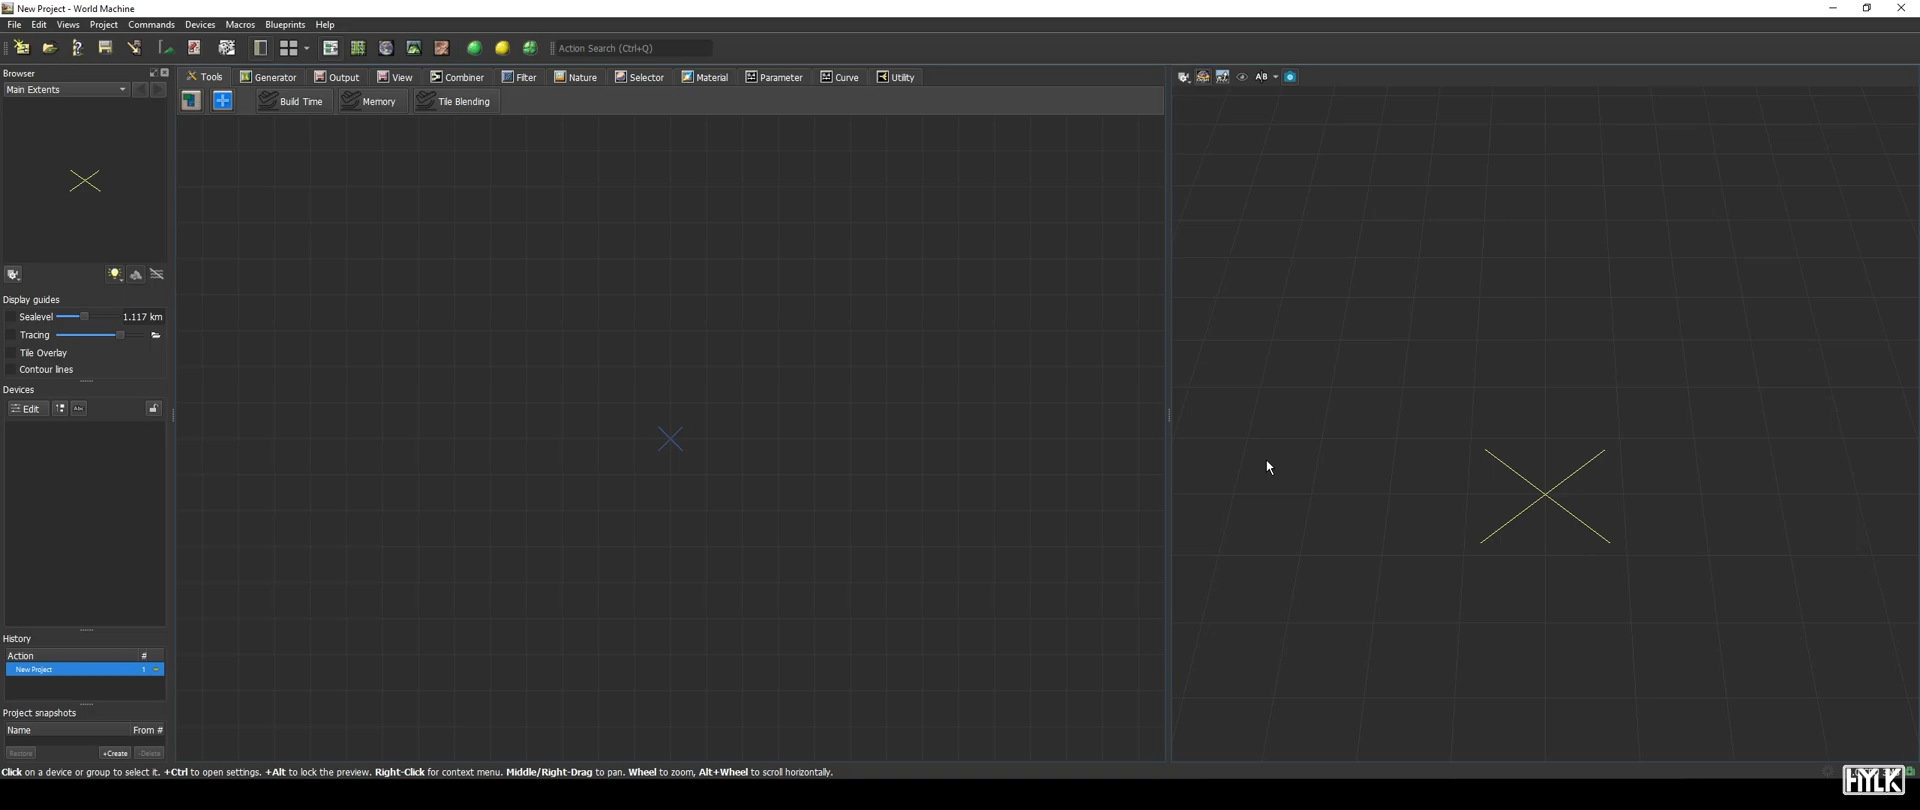 New Project - World Machine
File Edit Views Project Commands Devices Macros Blueprints Help
Action Search (Ctrl+Q)
Browser
Main Extents
Tools Generator Output View Combiner Filter Nature Selector Material Parameter Curve Utility
Build Time Memory Tile Blending
AB
Display guides
Sealevel 1.117 km
Tracing
Tile Overlay
Contour lines
Devices
Edit Abc
History
Action #
New Project 1
Project snapshots
Name From #
Restore +Create -Delete
Click on a device or group to select it. +Ctrl to open settings. +Alt to lock the preview. Right-Click for context menu. Middle/Right-Drag to pan. Wheel to zoom, Alt+Wheel to scroll horizontally.
HYLK